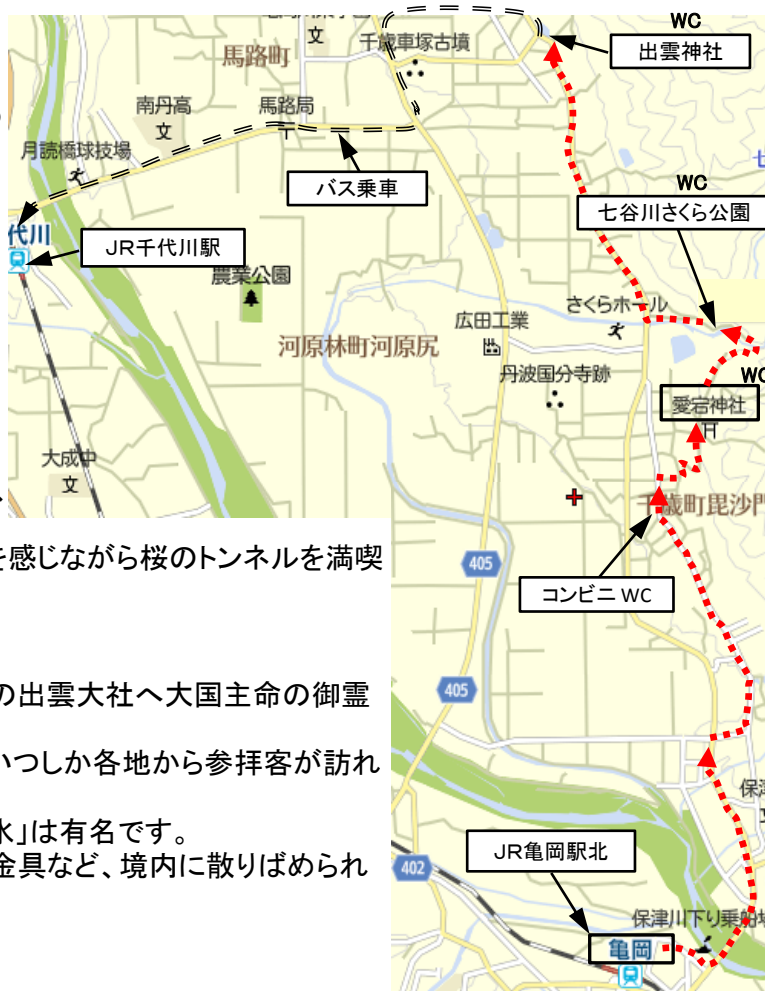 WC
出雲神社
千歳車塚古墳
馬路町
南丹高
馬路局
月読橋球技場
バス乗車
WC
七谷川さくら公園
代川
JR千代川駅
農業公園
さくらホール
広田工業
河原林町河原尻
丹波国分寺跡
WC
愛宕神社
大成中
千歳町毘沙門
を感じながら桜のトンネルを満喫
405
コンビニ WC
の出雲大社へ大国主命の御霊
405
いつしか各地から参拝客が訪れ
水」は有名です。
金具など、境内に散りばめられ
保津
402
JR亀岡駅北
保津川下り乗船場
亀岡